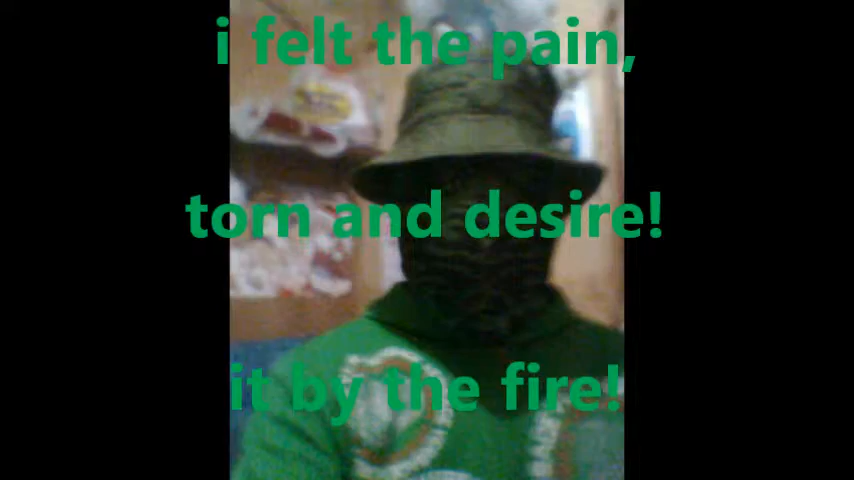 i felt the pain,
torn and desire!
it by the fire!